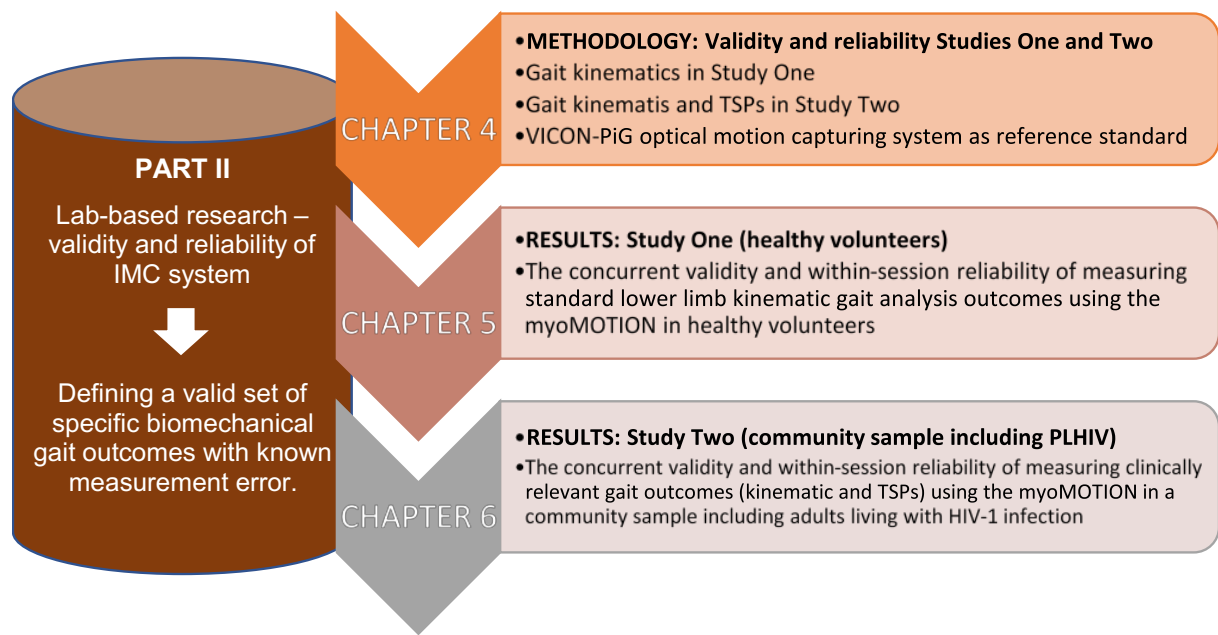 PART II
Lab-based research –
validity and reliability of
IMC system
Defining a valid set of
specific biomechanical
gait outcomes with known
measurement error.
CHAPTER 4
•METHODOLOGY: Validity and reliability Studies One and Two
•Gait kinematics in Study One
•Gait kinematis and TSPs in Study Two
•VICON-PiG optical motion capturing system as reference standard
CHAPTER 5
•RESULTS: Study One (healthy volunteers)
•The concurrent validity and within-session reliability of measuring
standard lower limb kinematic gait analysis outcomes using the
myoMOTION in healthy volunteers
CHAPTER 6
•RESULTS: Study Two (community sample including PLHIV)
•The concurrent validity and within-session reliability of measuring clinically
relevant gait outcomes (kinematic and TSPs) using the myoMOTION in a
community sample including adults living with HIV-1 infection